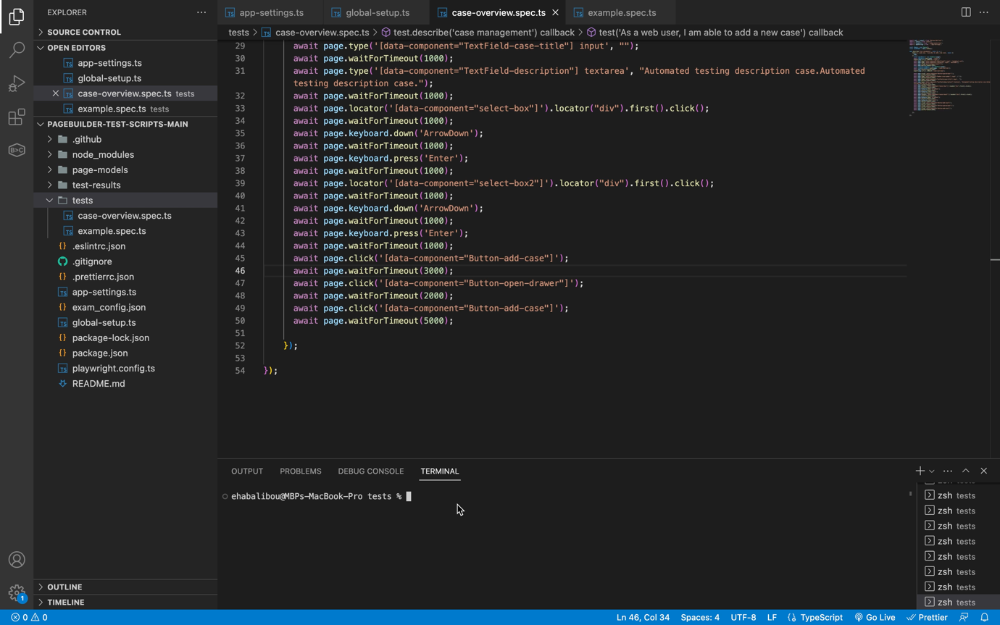 EXPLORER
SOURCE CONTROL
OPEN EDITORS
TS app-settings.ts
TS global-setup.ts
TS case-overview.spec.ts tests
TS example.spec.ts tests
PAGEBUILDER-TEST-SCRIPTS-MAIN
.github
node_modules
page-models
test-results
tests
TS case-overview.spec.ts
TS example.spec.ts
{} .eslintrc.json
.gitignore
{} .prettierrc.json
TS app-settings.ts
{} exam_config.json
TS global-setup.ts
{} package-lock.json
{} package.json
TS playwright.config.ts
README.md
OUTLINE
TIMELINE
B>C
1
TS app-settings.ts
TS global-setup.ts
TS case-overview.spec.ts
TS example.spec.ts
tests > TS case-overview.spec.ts > test.describe('case management') callback > test('As a web user, I am able to add a new case') callback
29 await page.type('[data-component="TextField-case-title"] input', "");
30 await page.waitForTimeout(1000);
31 await page.type('[data-component="TextField-description"] textarea', "Automated testing description case.Automated
testing description case.");
32 await page.waitForTimeout(1000);
33 await page.locator('[data-component="select-box"]').locator("div").first().click();
34 await page.waitForTimeout(1000);
35 await page.keyboard.down('ArrowDown');
36 await page.waitForTimeout(1000);
37 await page.keyboard.press('Enter');
38 await page.waitForTimeout(1000);
39 await page.locator('[data-component="select-box2"]').locator("div").first().click();
40 await page.waitForTimeout(1000);
41 await page.keyboard.down('ArrowDown');
42 await page.waitForTimeout(1000);
43 await page.keyboard.press('Enter');
44 await page.waitForTimeout(1000);
45 await page.click('[data-component="Button-add-case"]');
46 await page.waitForTimeout(3000);
47 await page.click('[data-component="Button-open-drawer"]');
48 await page.waitForTimeout(2000);
49 await page.click('[data-component="Button-add-case"]');
50 await page.waitForTimeout(5000);
51
52 });
53
54 });
OUTPUT PROBLEMS DEBUG CONSOLE TERMINAL
ehabalibou@MBPs-MacBook-Pro tests %
zsh tests
zsh tests
zsh tests
zsh tests
zsh tests
zsh tests
zsh tests
zsh tests
0 0 Ln 46, Col 34 Spaces: 4 UTF-8 LF {} TypeScript Go Live Prettier